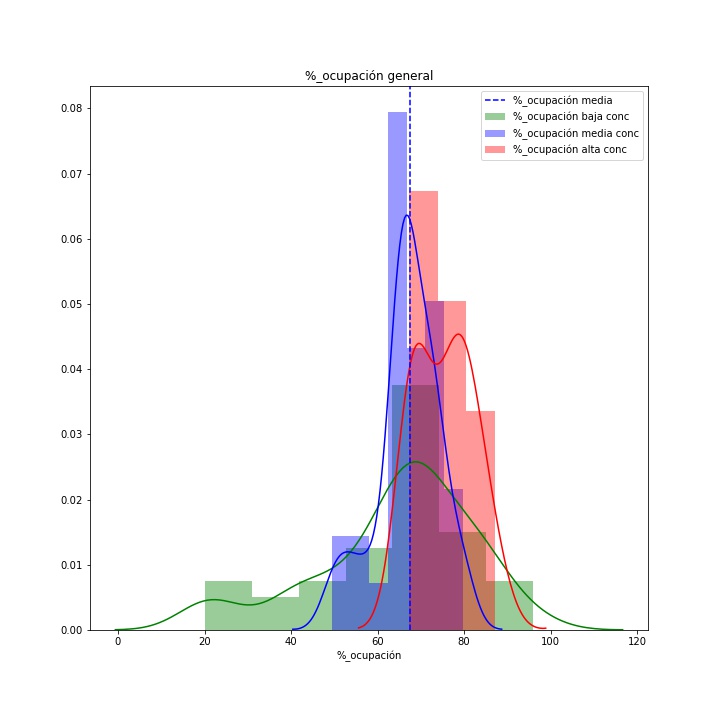 %_ocupación general
%_ocupación media
%_ocupación baja conc
%_ocupación media conc
%_ocupación alta conc
0.08
0.07
0.06
0.05
0.04
0.03
0.02
0.01
0.00
0 20 40 60 80 100 120
%_ocupación